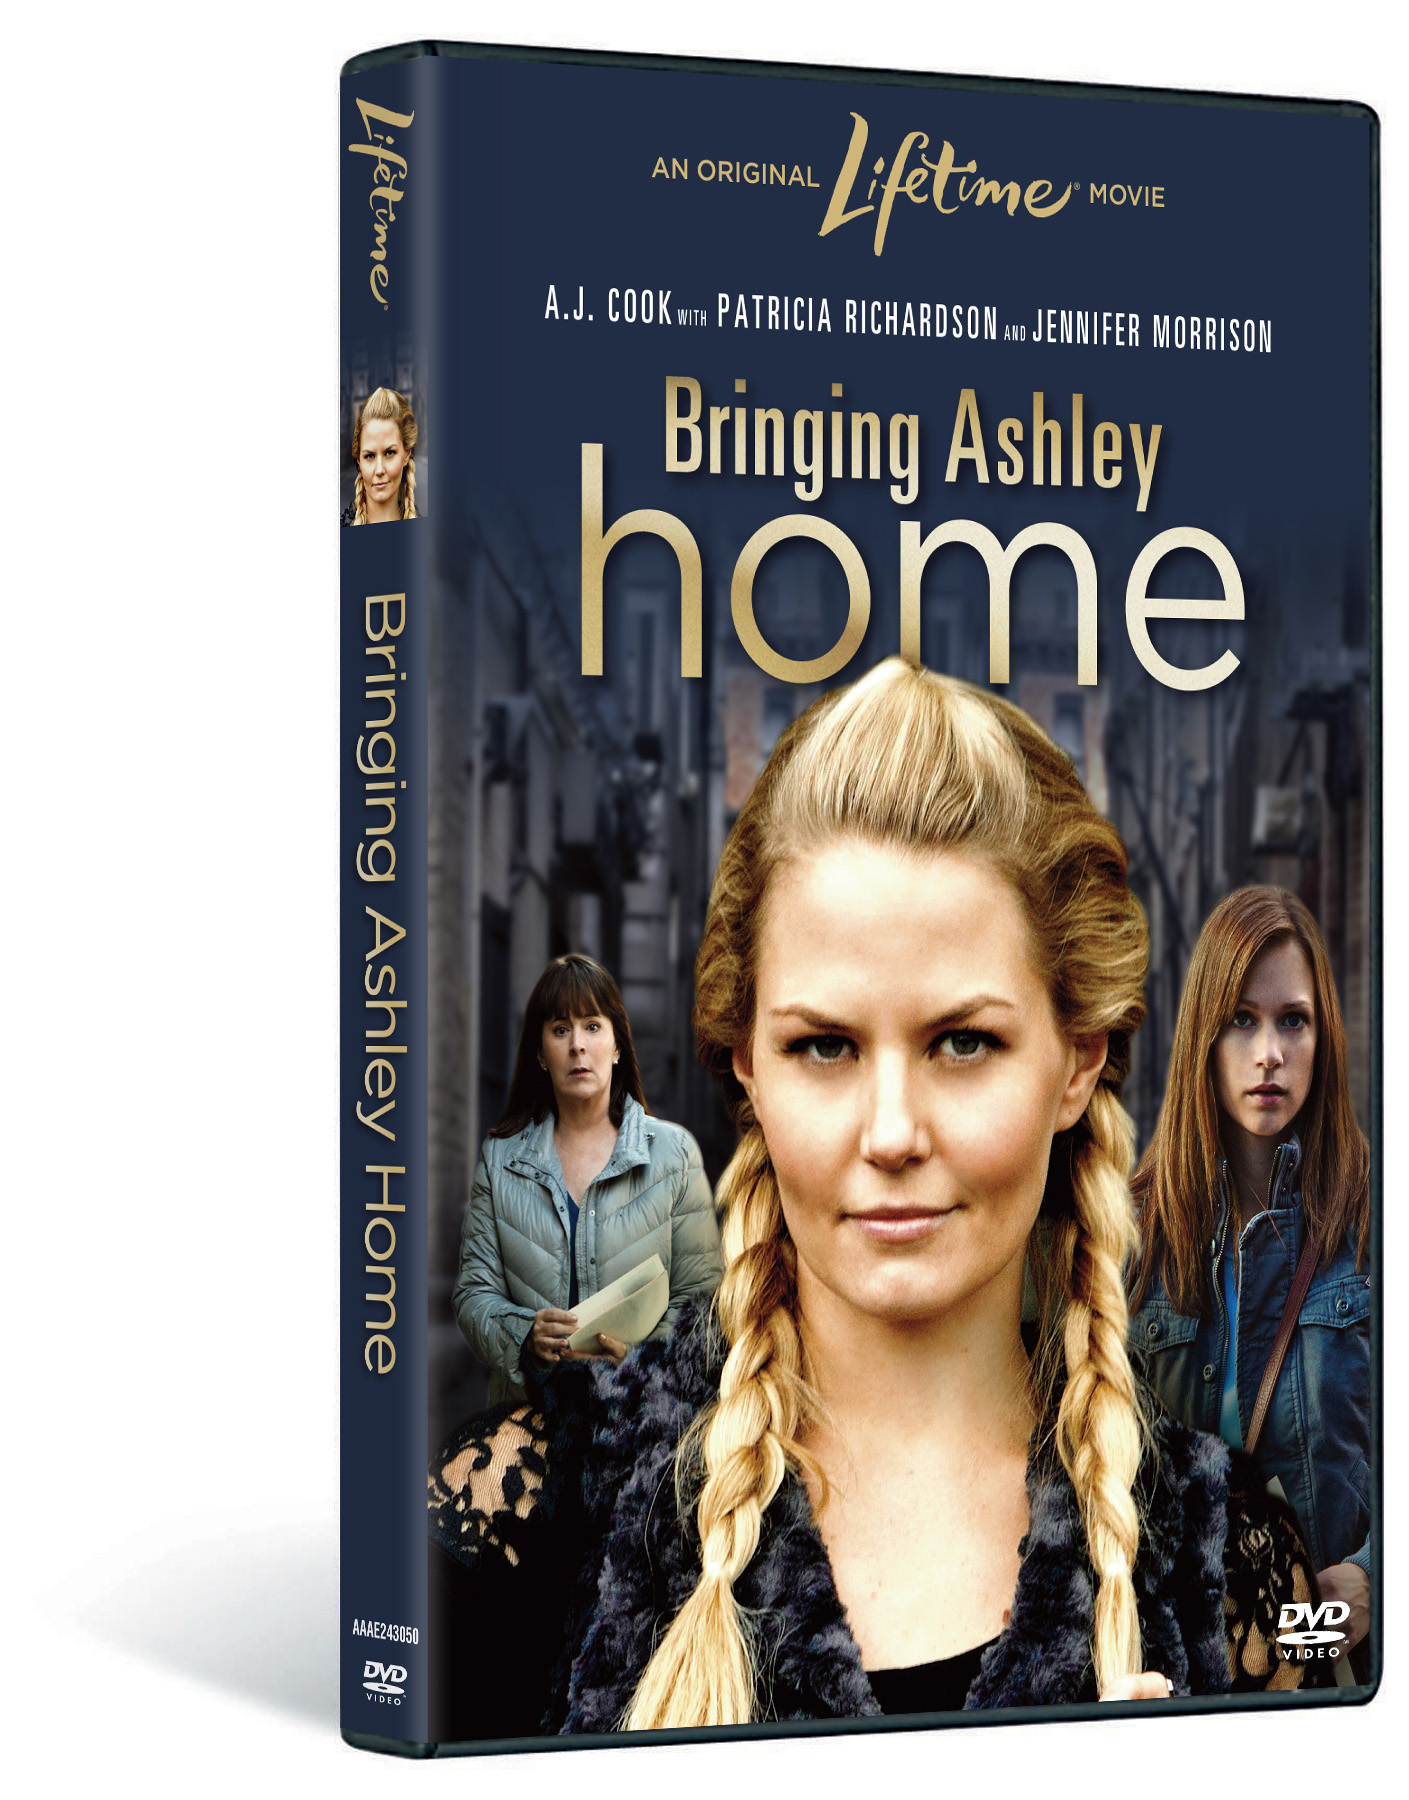 Lifetime
Bringing Ashley Home
AAAE243050
DVD
VIDEO
AN ORIGINAL Lifetime® MOVIE
A.J. COOK WITH PATRICIA RICHARDSON AND JENNIFER MORRISON
Bringing Ashley
home
DVD
VIDEO